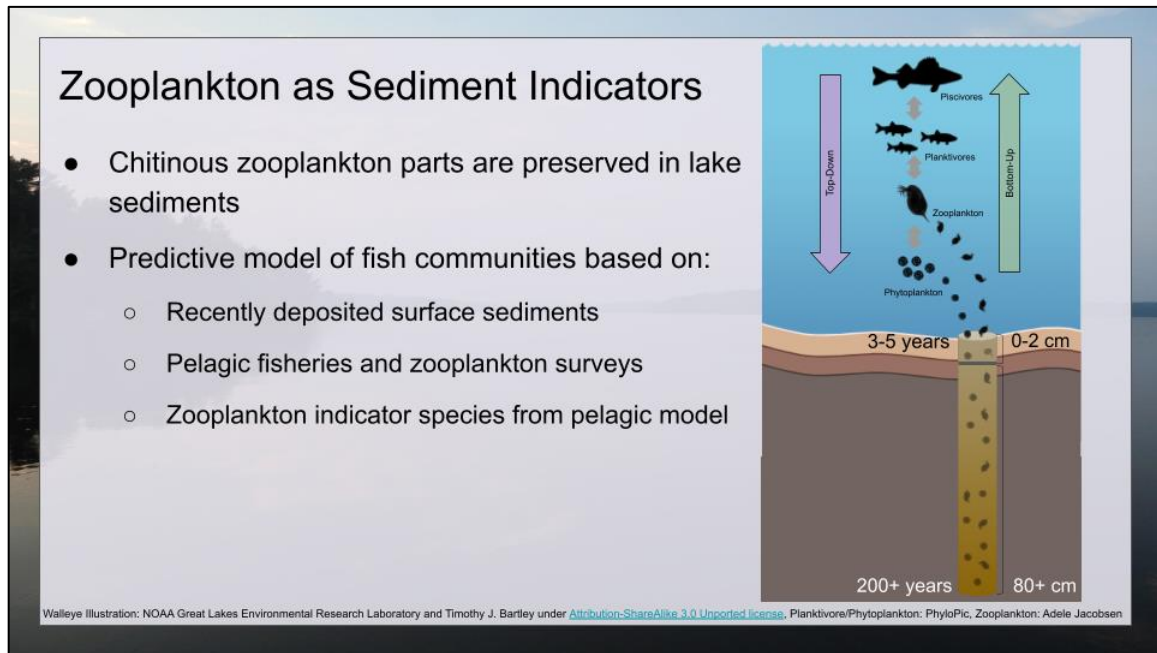 Zooplankton as Sediment Indicators
● Chitinous zooplankton parts are preserved in lake
sediments
● Predictive model of fish communities based on:
○ Recently deposited surface sediments
○ Pelagic fisheries and zooplankton surveys
○ Zooplankton indicator species from pelagic model
Top-Down
Piscivores
Planktivores
Zooplankton
Phytoplankton
Bottom-Up
3-5 years
0-2 cm
200+ years
80+ cm
Walleye Illustration: NOAA Great Lakes Environmental Research Laboratory and Timothy J. Bartley under Attribution-ShareAlike 3.0 Unported license, Planktivore/Phytoplankton: PhyloPic, Zooplankton: Adele Jacobsen